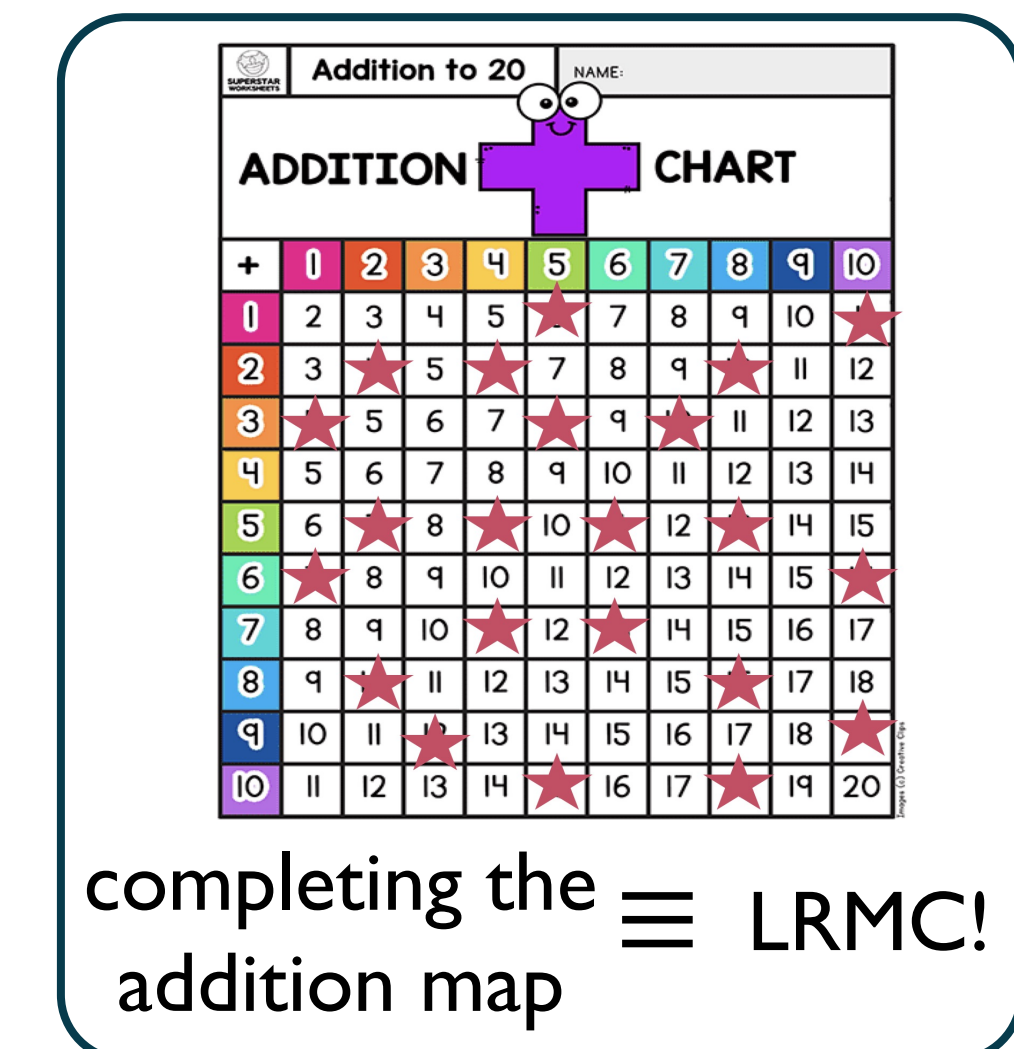 SUPERSTAR
WORKSHEETS
Addition to 20
NAME:
ADDITION CHART
+ 1 2 3 4 5 6 7 8 9 10
1 2 3 4 5 7 8 9 10
2 3 5 7 8 9 11 12
3 5 6 7 9 11 12 13
4 5 6 7 8 9 10 11 12 13 14
5 6 8 10 12 14 15
6 8 9 10 11 12 13 14 15
7 8 9 10 12 14 15 16 17
8 9 11 12 13 14 15 17 18
9 10 11 13 14 15 16 17 18
10 11 12 13 14 16 17 19 20
Images (c) Creative Clips
completing the
addition map
≡ LRMC!